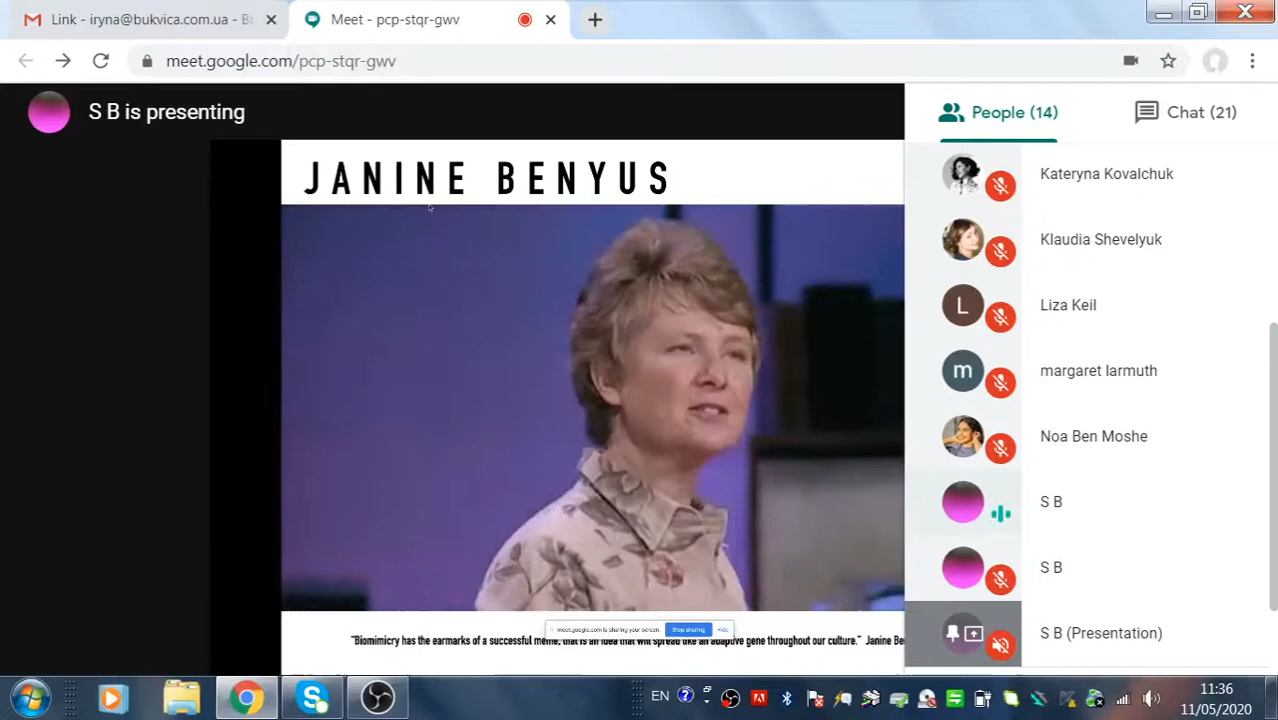 Link - iryna@bukvica.com.ua - Bu
Meet - pcp-stqr-gwv
meet.google.com/pcp-stqr-gwv
S B is presenting
People (14)
Chat (21)
JANINE BENYUS
Kateryna Kovalchuk
Klaudia Shevelyuk
L
Liza Keil
m
margaret Iarmuth
Noa Ben Moshe
S B
S B
S B (Presentation)
meet.google.com is sharing your screen.
Stop sharing
Hide
"Biomimicry has the earmarks of a successful meme, that is an idea that will spread like an adaptive gene throughout our culture." Janine Be
EN
11:36
11/05/2020